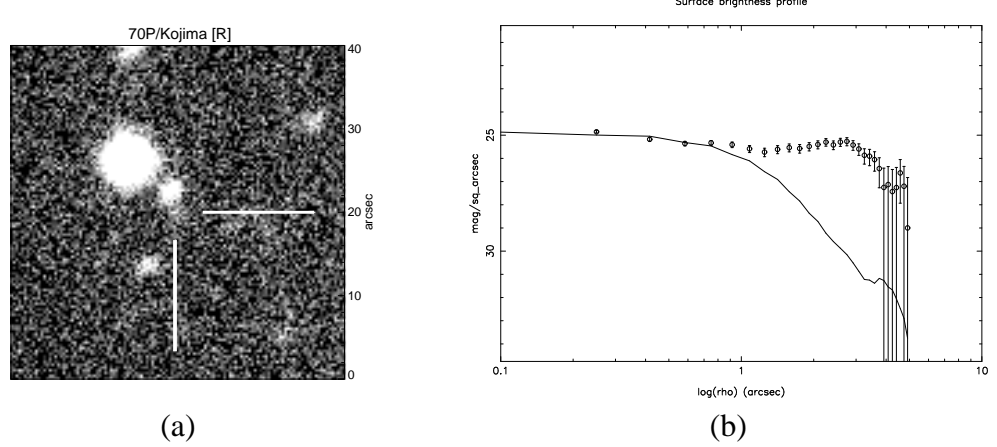 70P/Kojima [R]
40
30
20
10
0
arcsec
(a)
Surface brightness profile
25
30
mag/sq_arcsec
0.1
1
10
log(rho) (arcsec)
(b)